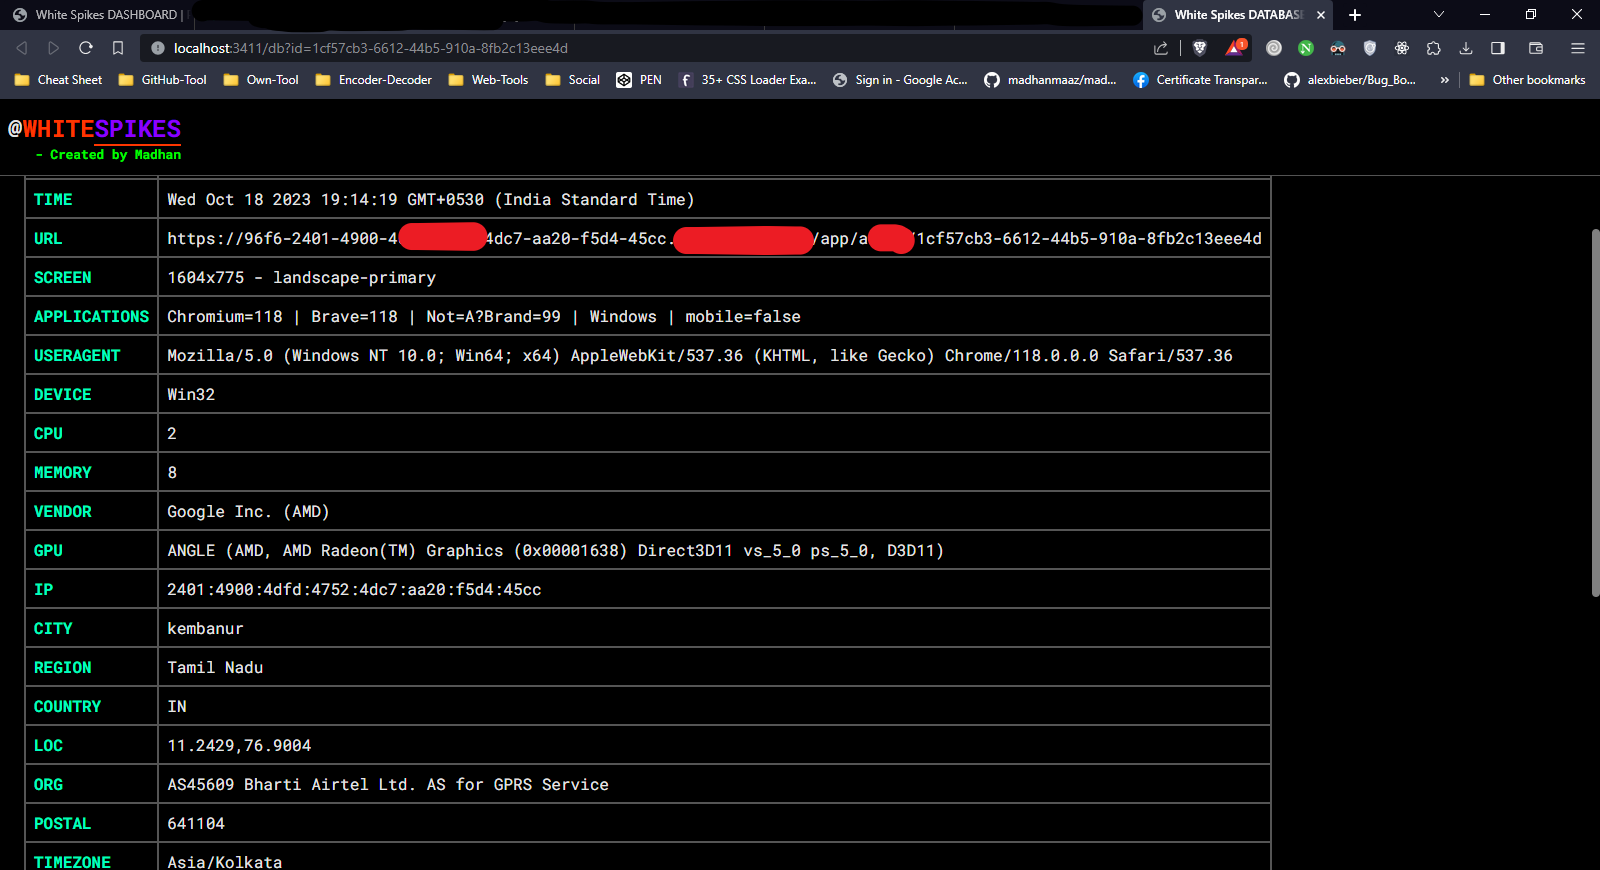 White Spikes DASHBOARD |
White Spikes DATABASE
localhost:3411/db?id=1cf57cb3-6612-44b5-910a-8fb2c13eee4d
1
Cheat Sheet GitHub-Tool Own-Tool Encoder-Decoder Web-Tools Social PEN 35+ CSS Loader Exa... Sign in - Google Ac... madhanmaaz/mad... Certificate Transpar... alexbieber/Bug_Bo... » Other bookmarks
@WHITESPIKES
- Created by Madhan
TIME Wed Oct 18 2023 19:14:19 GMT+0530 (India Standard Time)
URL https://96f6-2401-4900-4 4dc7-aa20-f5d4-45cc. /app/a /1cf57cb3-6612-44b5-910a-8fb2c13eee4d
SCREEN 1604x775 - landscape-primary
APPLICATIONS Chromium=118 | Brave=118 | Not=A?Brand=99 | Windows | mobile=false
USERAGENT Mozilla/5.0 (Windows NT 10.0; Win64; x64) AppleWebKit/537.36 (KHTML, like Gecko) Chrome/118.0.0.0 Safari/537.36
DEVICE Win32
CPU 2
MEMORY 8
VENDOR Google Inc. (AMD)
GPU ANGLE (AMD, AMD Radeon(TM) Graphics (0x00001638) Direct3D11 vs_5_0 ps_5_0, D3D11)
IP 2401:4900:4dfd:4752:4dc7:aa20:f5d4:45cc
CITY kembanur
REGION Tamil Nadu
COUNTRY IN
LOC 11.2429,76.9004
ORG AS45609 Bharti Airtel Ltd. AS for GPRS Service
POSTAL 641104
TIMEZONE Asia/Kolkata